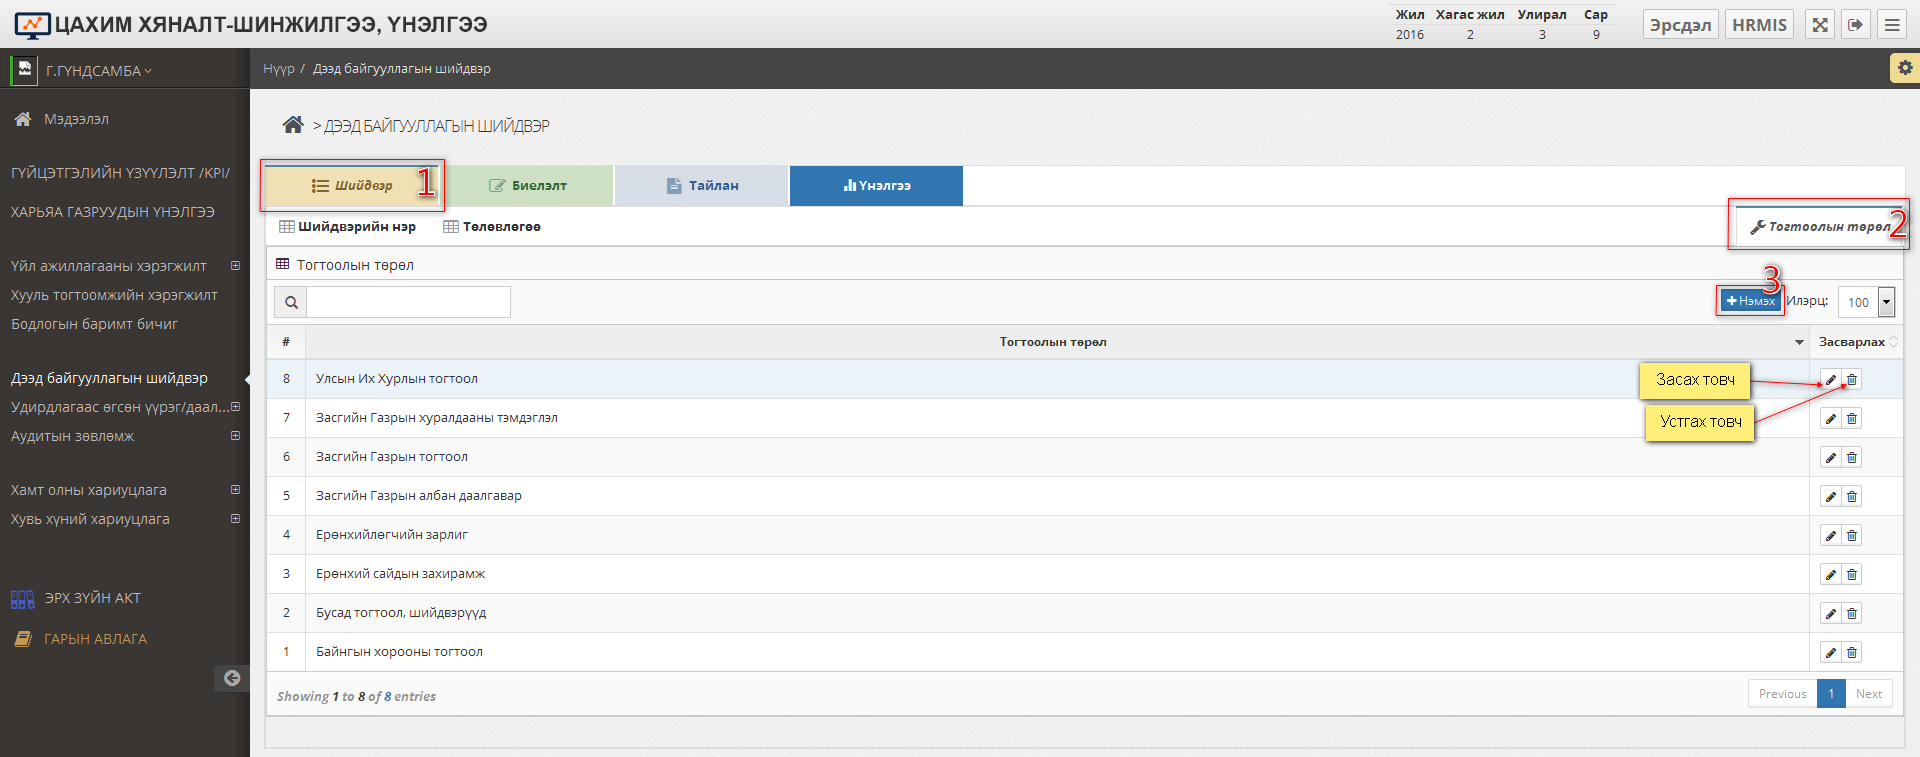 ЦАХИМ ХЯНАЛТ-ШИНЖИЛГЭЭ, ҮНЭЛГЭЭ
Жил Хагас жил Улирал Сар
2016 2 3 9
Эрсдэл HRMIS
Г.ГҮНДСАМБА
Нүүр / Дээд байгууллагын шийдвэр
Мэдээлэл
ГҮЙЦЭТГЭЛИЙН ҮЗҮҮЛЭЛТ /KPI/
ХАРЬЯА ГАЗРУУДЫН ҮНЭЛГЭЭ
Үйл ажиллагааны хэрэгжилт
Хууль тогтоомжийн хэрэгжилт
Бодлогын баримт бичиг
Дээд байгууллагын шийдвэр
Удирдлагаас өгсөн үүрэг/даал...
Аудитын зөвлөмж
Хамт олны хариуцлага
Хувь хүний хариуцлага
ЭРХ ЗҮЙН АКТ
ГАРЫН АВЛАГА
> ДЭЭД БАЙГУУЛЛАГЫН ШИЙДВЭР
Шийдвэр 1 Биелэлт Тайлан Үнэлгээ
Шийдвэрийн нэр Төлөвлөгөө Тогтоолын төрөл 2
Тогтоолын төрөл
3
Нэмэх Илэрц: 100
# Тогтоолын төрөл Засварлах
8 Улсын Их Хурлын тогтоол
Засах товч
7 Засгийн Газрын хуралдааны тэмдэглэл
Устгах товч
6 Засгийн Газрын тогтоол
5 Засгийн Газрын албан даалгавар
4 Ерөнхийлөгчийн зарлиг
3 Ерөнхий сайдын захирамж
2 Бусад тогтоол, шийдвэрүүд
1 Байнгын хорооны тогтоол
Showing 1 to 8 of 8 entries
Previous 1 Next